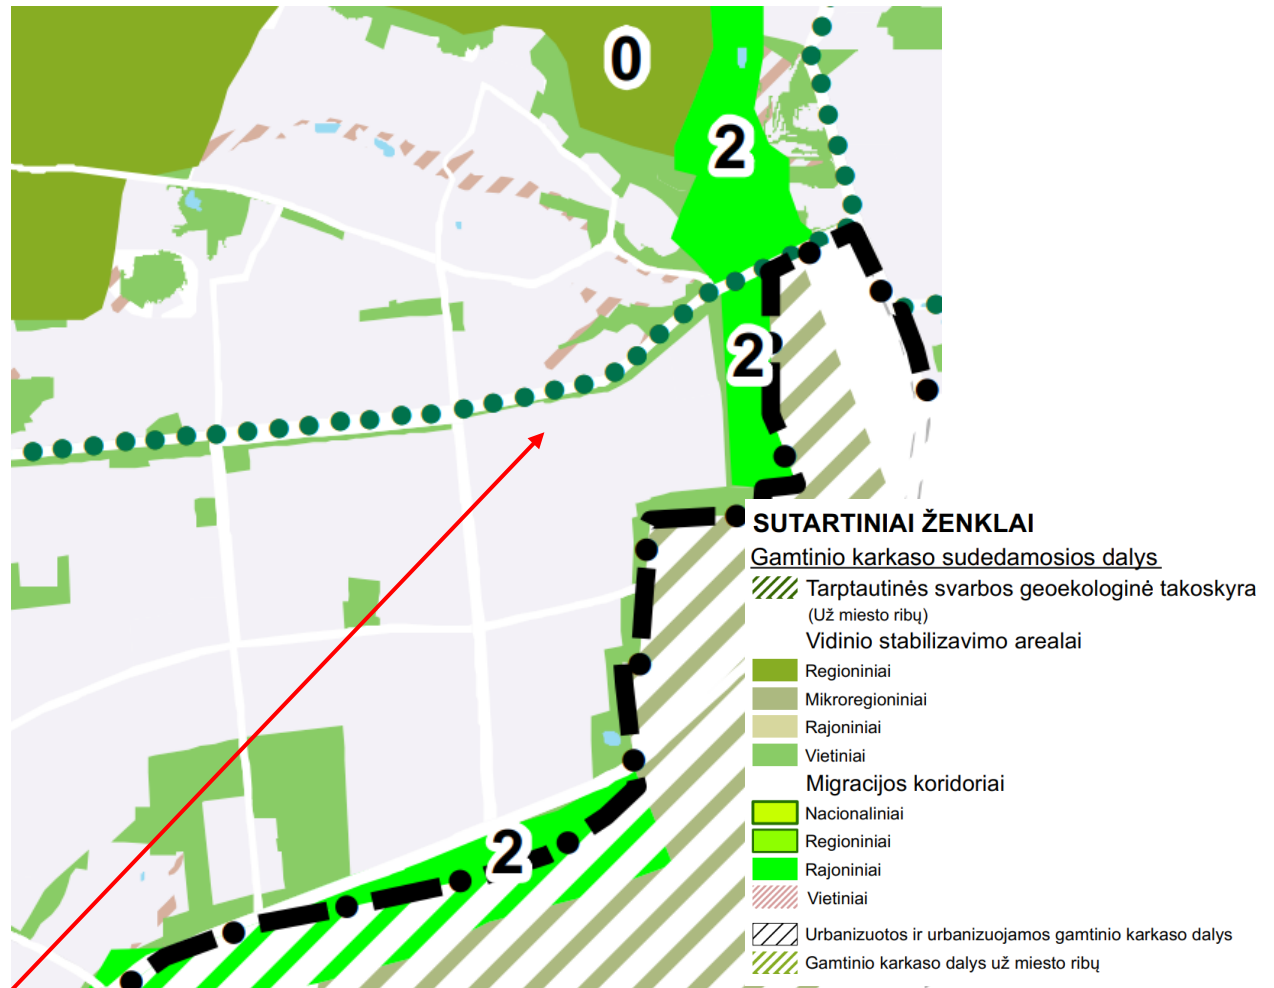 0
2
2
2
SUTARTINIAI ŽENKLAI
Gamtinio karkaso sudedamosios dalys
Tarptautinės svarbos geoekologinė takoskyra
(Už miesto ribų)
Vidinio stabilizavimo arealai
Regioniniai
Mikroregioniniai
Rajoniniai
Vietiniai
Migracijos koridoriai
Nacionaliniai
Regioniniai
Rajoniniai
Vietiniai
Urbanizuotos ir urbanizuojamos gamtinio karkaso dalys
Gamtinio karkaso dalys už miesto ribų